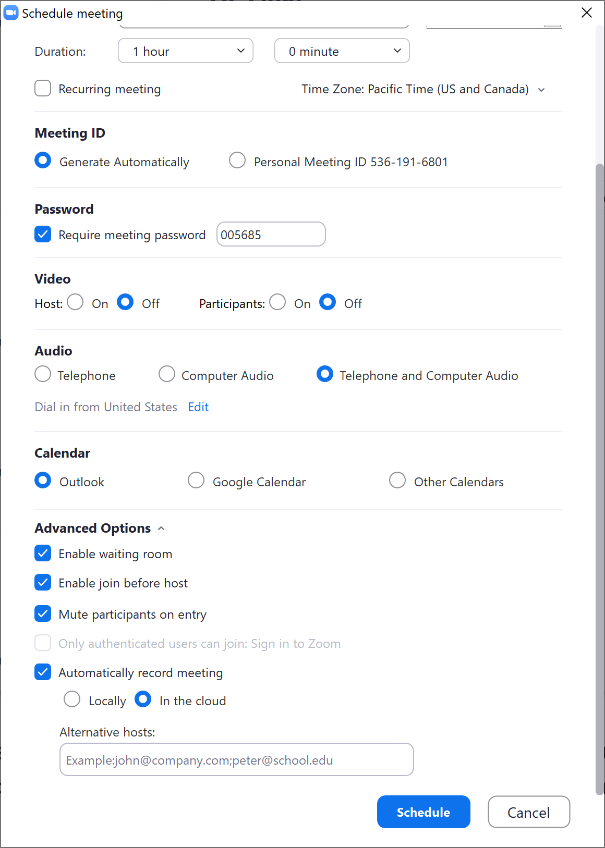 Schedule meeting
Duration: 1 hour 0 minute
Recurring meeting Time Zone: Pacific Time (US and Canada)
Meeting ID
Generate Automatically Personal Meeting ID 536-191-6801
Password
Require meeting password 005685
Video
Host: On Off Participants: On Off
Audio
Telephone Computer Audio Telephone and Computer Audio
Dial in from United States Edit
Calendar
Outlook Google Calendar Other Calendars
Advanced Options
Enable waiting room
Enable join before host
Mute participants on entry
Only authenticated users can join: Sign in to Zoom
Automatically record meeting
Locally In the cloud
Alternative hosts:
Example:john@company.com;peter@school.edu
Schedule Cancel